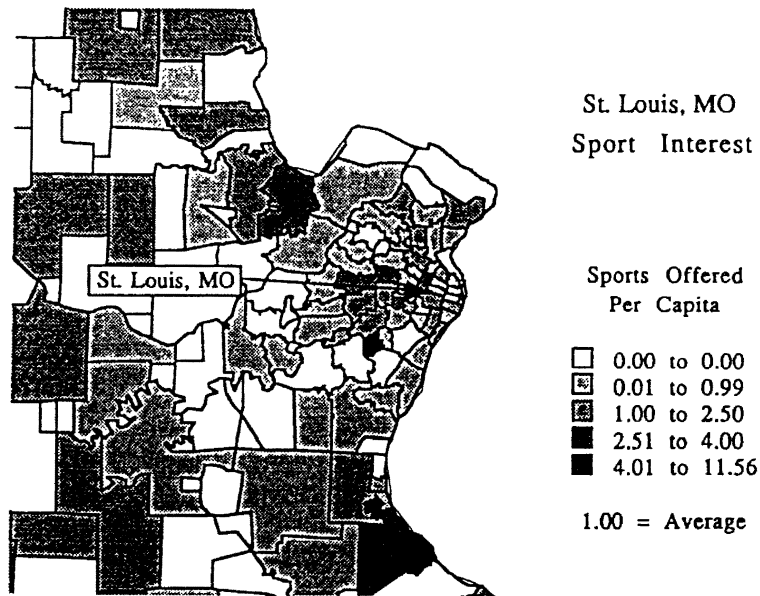 St. Louis, MO
Sport Interest
St. Louis, MO
Sports Offered
Per Capita
0.00 to 0.00
0.01 to 0.99
1.00 to 2.50
2.51 to 4.00
4.01 to 11.56
1.00 = Average